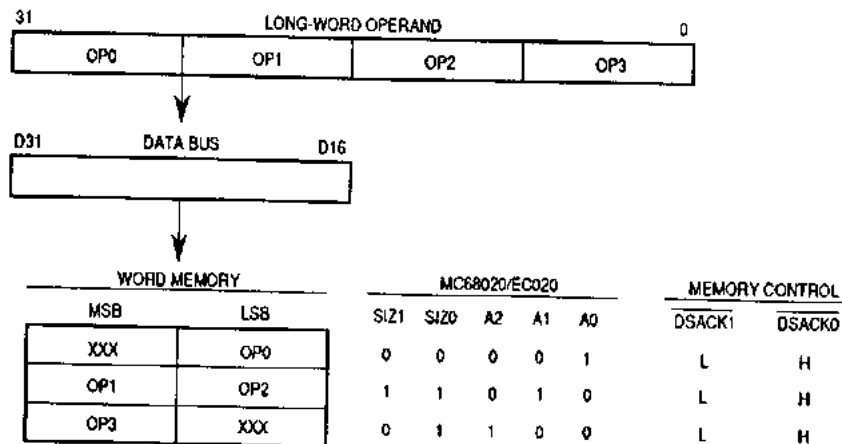 31 LONG-WORD OPERAND 0
OP0 OP1 OP2 OP3
D31 DATA BUS D16
WORD MEMORY MC68020/EC020 MEMORY CONTROL
MSB LSB SIZ1 SIZ0 A2 A1 A0 DSACK1 DSACK0
XXX OP0 0 0 0 0 1 L H
OP1 OP2 1 1 0 1 0 L H
OP3 XXX 0 1 1 0 0 L H